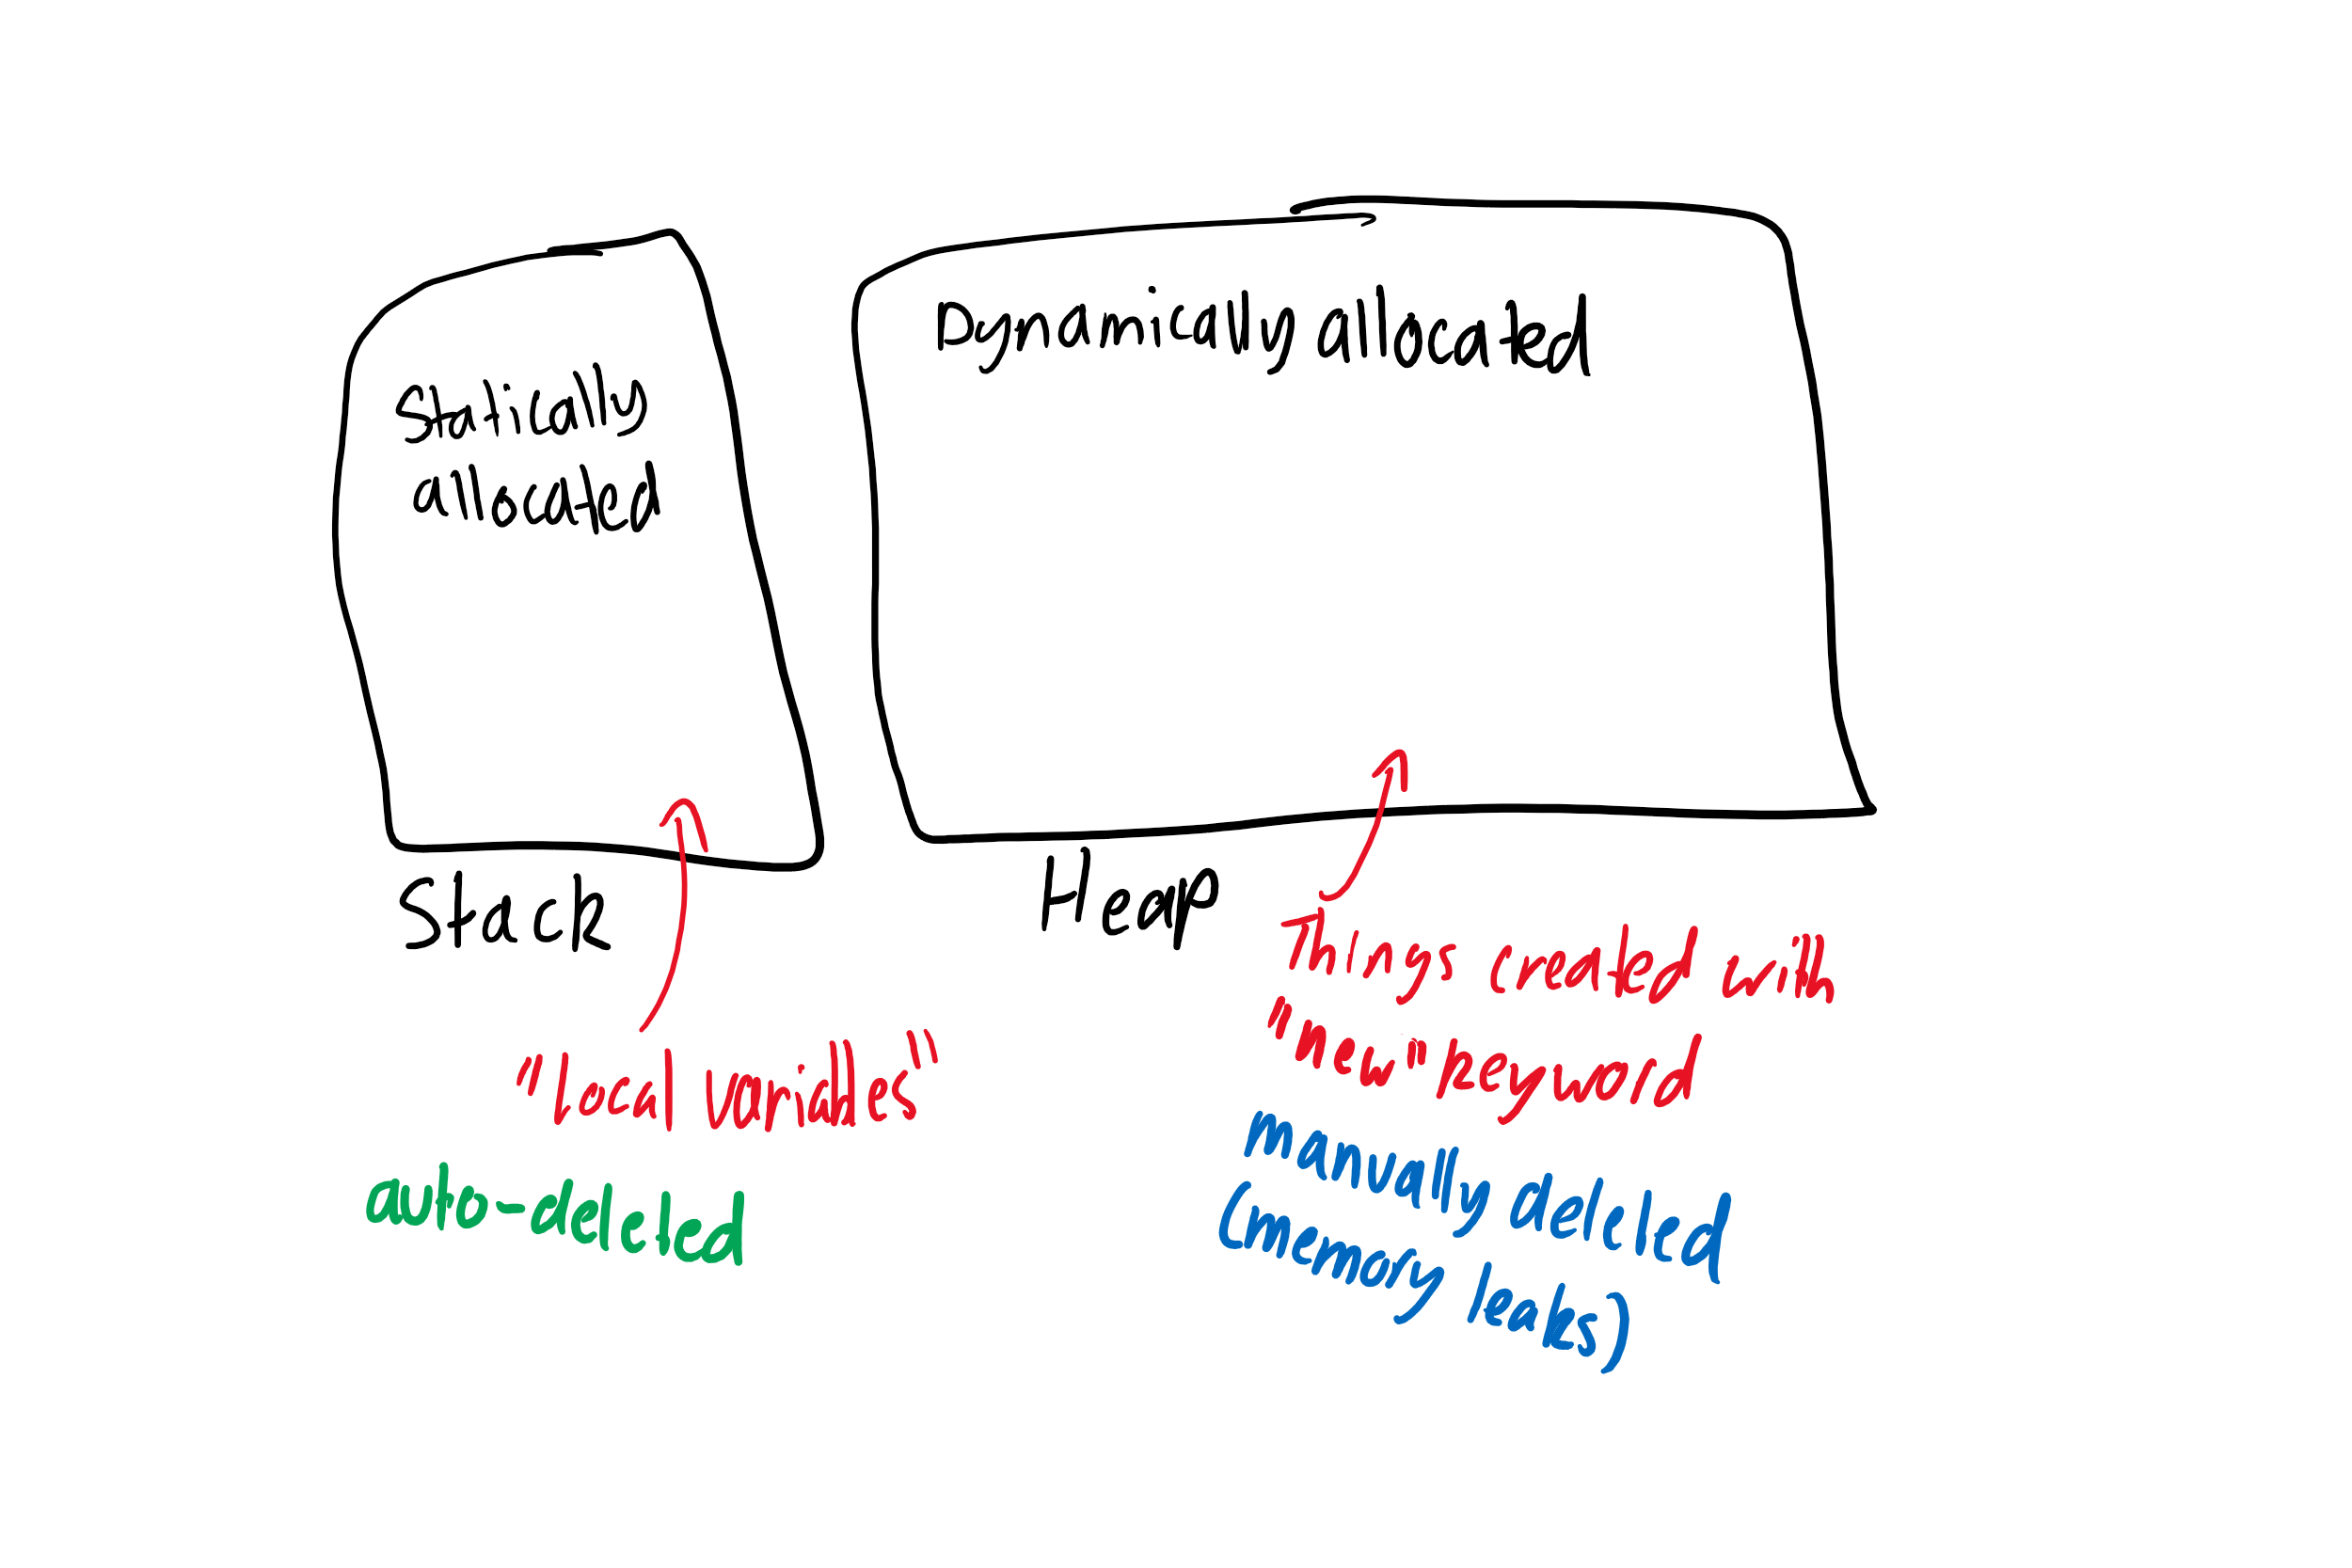 Statically
allocated
Stack
"local variables"
auto-deleted
Dynamically allocated
Heap
Things created with
"new" keyword
manually deleted
(memory leaks)